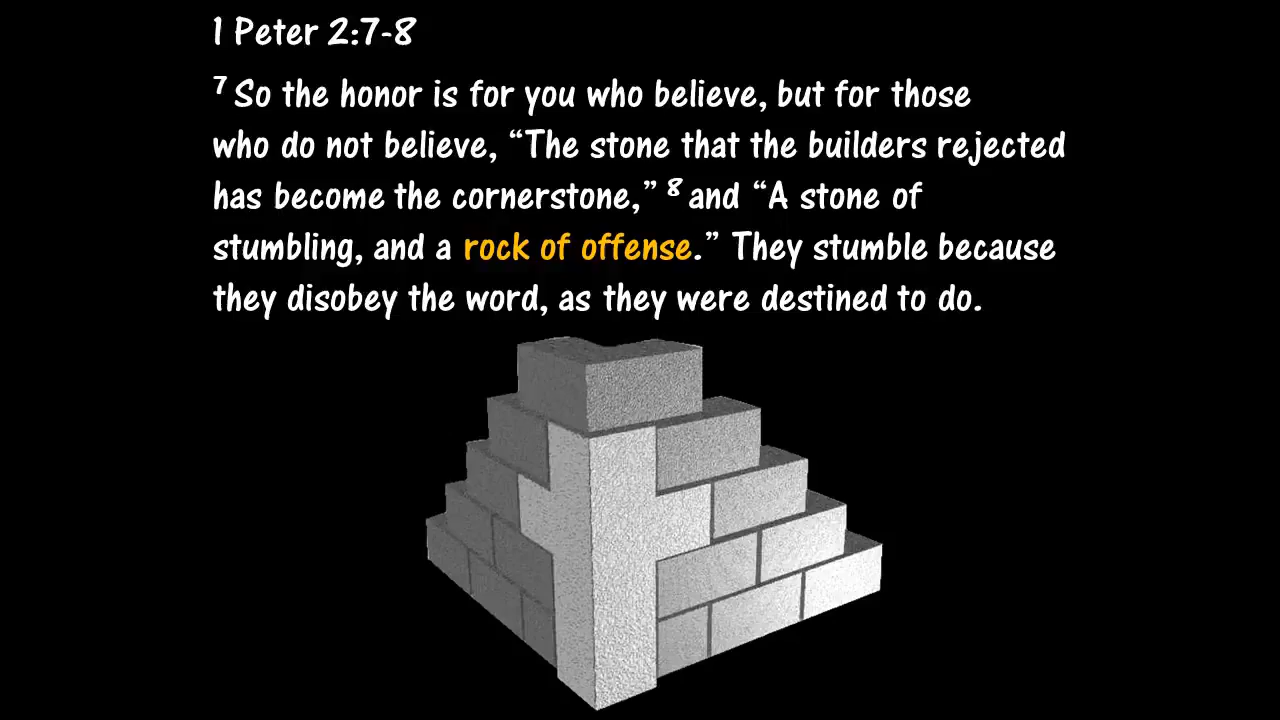 1 Peter 2:7-8
⁷ So the honor is for you who believe, but for those
who do not believe, “The stone that the builders rejected
has become the cornerstone,” ⁸ and “A stone of
stumbling, and a rock of offense.” They stumble because
they disobey the word, as they were destined to do.